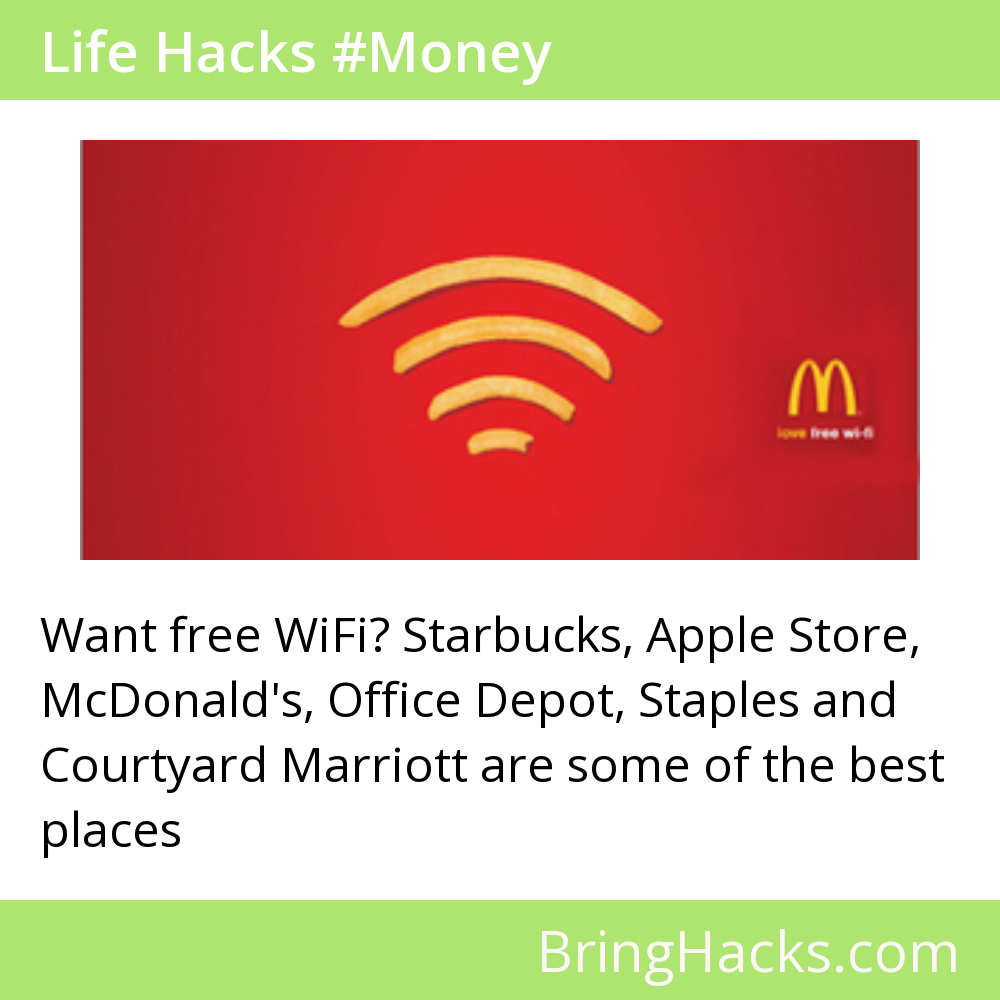 Life Hacks #Money
love free wi-fi
Want free WiFi? Starbucks, Apple Store,
McDonald's, Office Depot, Staples and
Courtyard Marriott are some of the best
places
BringHacks.com